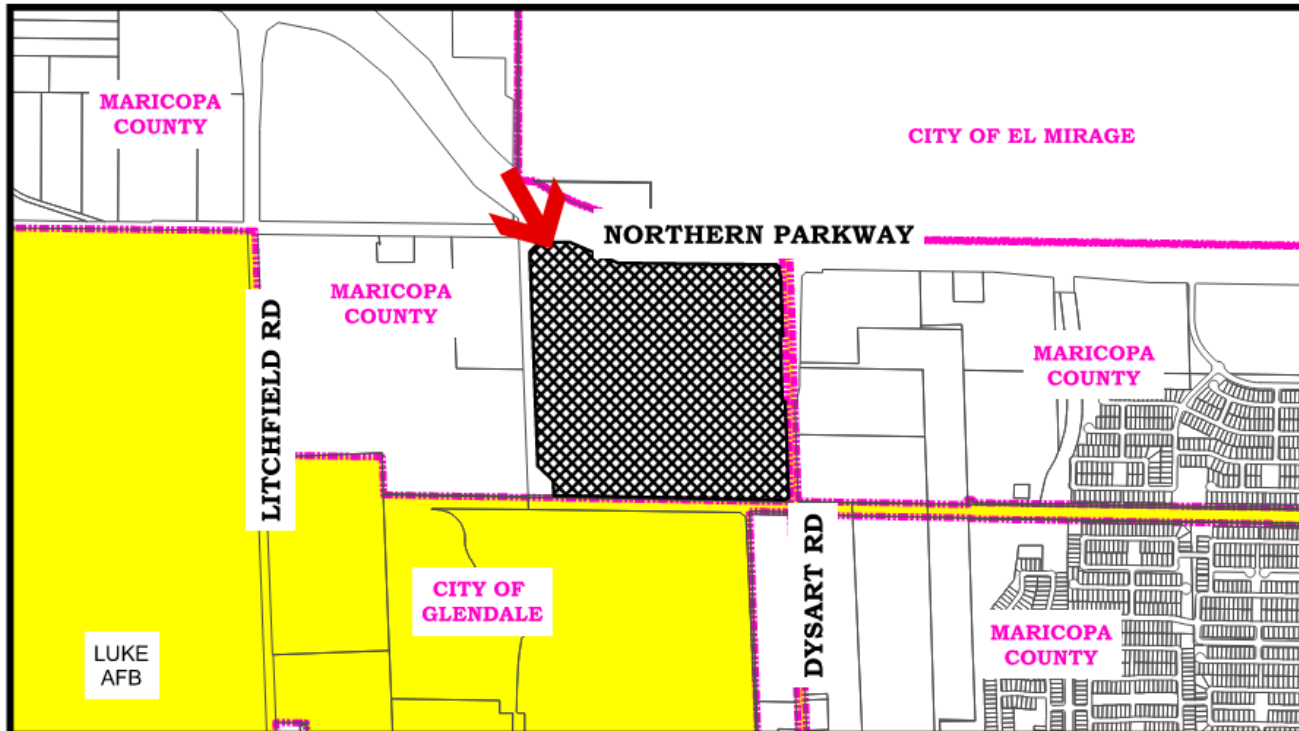 MARICOPA
COUNTY
CITY OF EL MIRAGE
NORTHERN PARKWAY
MARICOPA
COUNTY
LITCHFIELD RD
MARICOPA
COUNTY
CITY OF
GLENDALE
DYSART RD
MARICOPA
COUNTY
LUKE
AFB